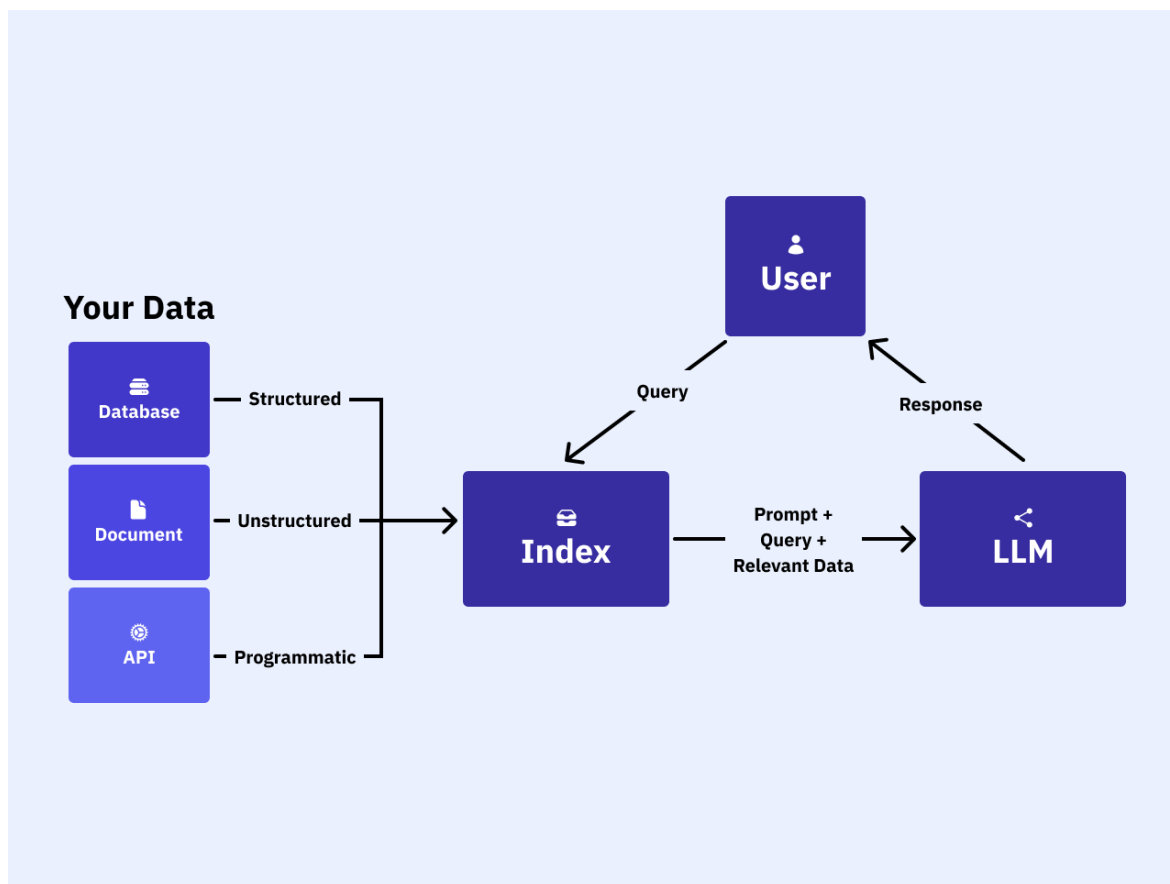 Your Data
Database
Document
API
Structured
Unstructured
Programmatic
User
Query
Response
Index
Prompt +
Query +
Relevant Data
LLM